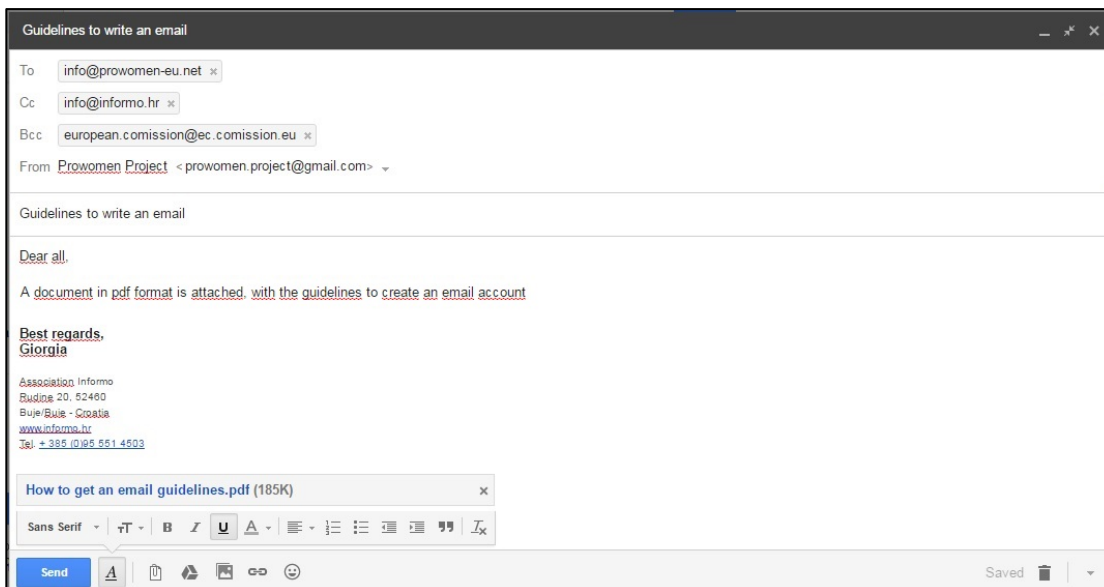 Guidelines to write an email
To info@prowomen-eu.net ×
Cc info@informo.hr ×
Bcc european.comission@ec.comission.eu ×
From Prowomen Project <prowomen.project@gmail.com>
Guidelines to write an email
Dear all,
A document in pdf format is attached, with the guidelines to create an email account
Best regards,
Giorgia
Association Informo
Rudine 20, 52460
Buje/Buie - Croatia
www.informo.hr
Tel. + 385 (0)95 551 4503
How to get an email guidelines.pdf (185K) ×
Sans Serif TT B I U A Tx
Send A Saved